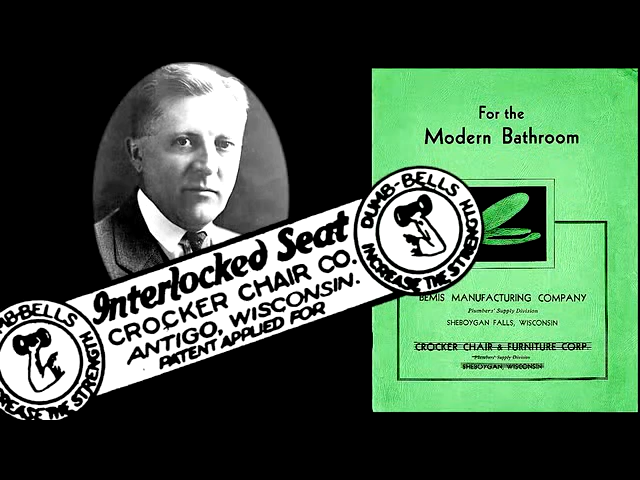 Interlocked Seat
CROCKER CHAIR CO.
ANTIGO, WISCONSIN.
PATENT APPLIED FOR
DUMB-BELLS
INCREASE THE STRENGTH
DUMB-BELLS
INCREASE THE STRENGTH
For the
Modern Bathroom
BEMIS MANUFACTURING COMPANY
Plumbers' Supply Division
SHEBOYGAN FALLS, WISCONSIN
CROCKER CHAIR & FURNITURE CORP.
"Plumbers' Supply Division
SHEBOYGAN, WISCONSIN